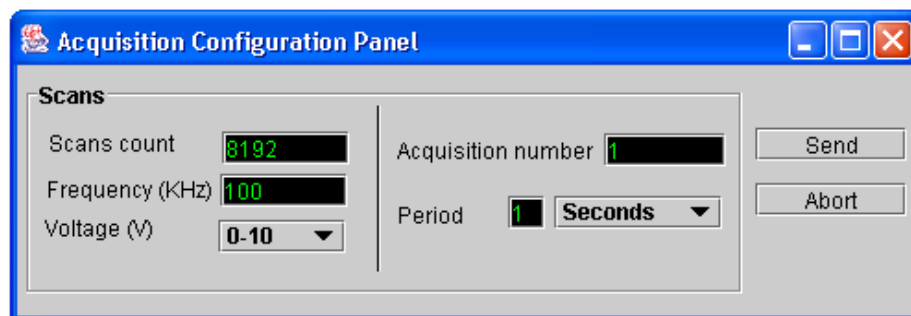 Acquisition Configuration Panel
Scans
Scans count 8192
Frequency (KHz) 100
Voltage (V) 0-10
Acquisition number 1
Period 1 Seconds
Send
Abort